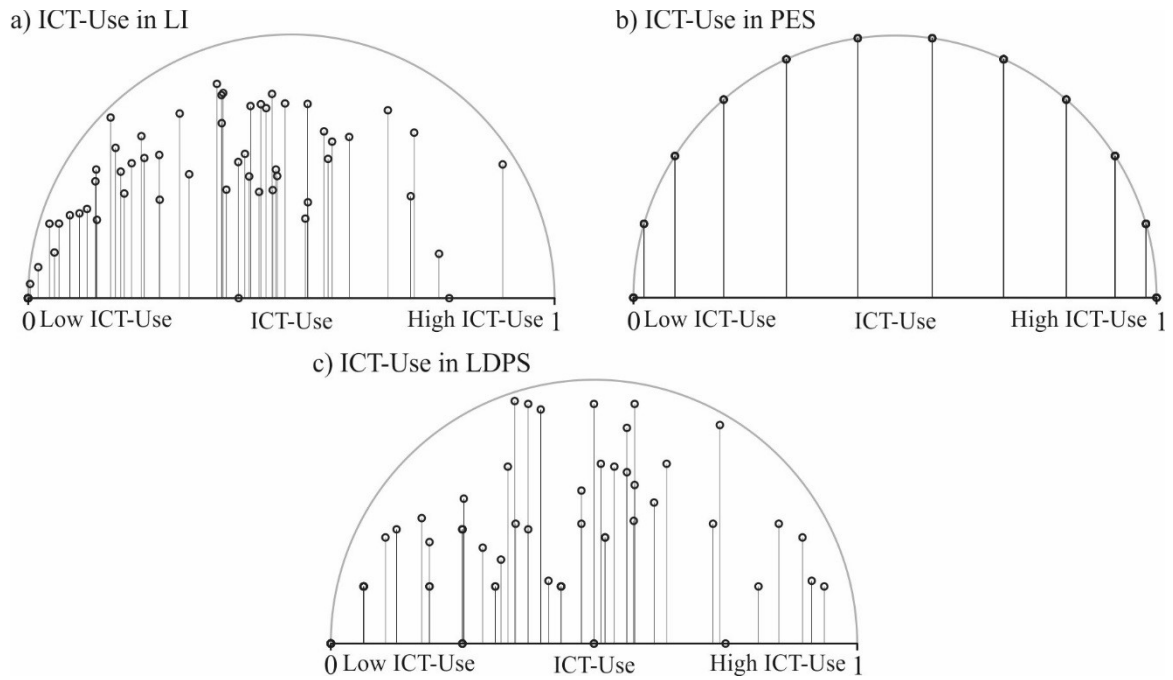 a) ICT-Use in LI
0 Low ICT-Use ICT-Use High ICT-Use 1
b) ICT-Use in PES
0 Low ICT-Use ICT-Use High ICT-Use 1
c) ICT-Use in LDPS
0 Low ICT-Use ICT-Use High ICT-Use 1